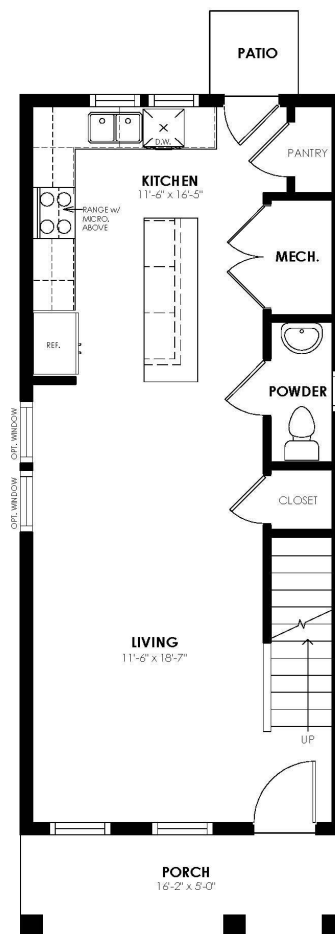 PATIO
D.W.
PANTRY
KITCHEN
11'-6" x 16'-5"
RANGE w/
MICRO.
ABOVE
MECH.
REF.
POWDER
OPT. WINDOW
OPT. WINDOW
CLOSET
LIVING
11'-6" x 18'-7"
UP
PORCH
16'-2" x 5'-0"